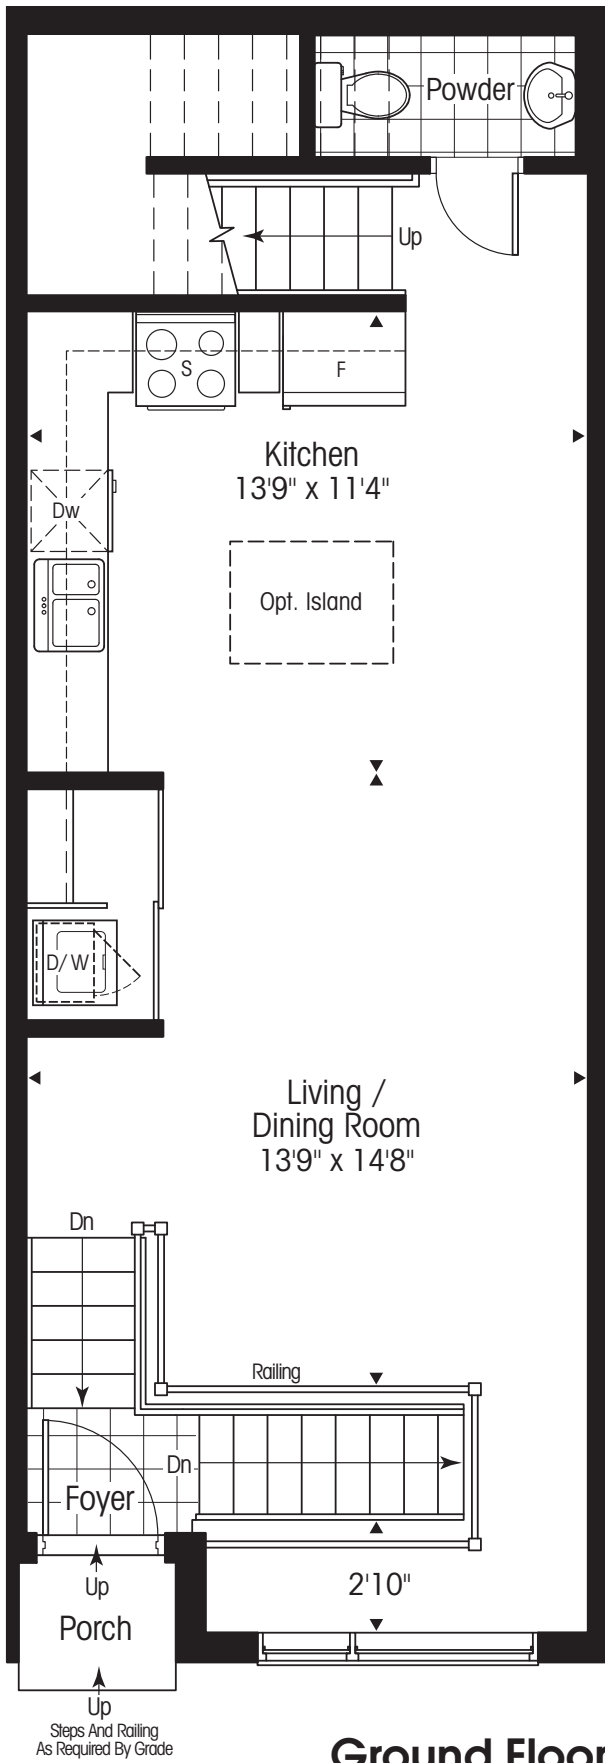 Powder
Up
S
F
Kitchen
13'9" x 11'4"
Dw
Opt. Island
D/W
Living /
Dining Room
13'9" x 14'8"
Dn
Railing
Dn
Foyer
Up
2'10"
Porch
Up
Steps And Railing
As Required By Grade
Ground Floor